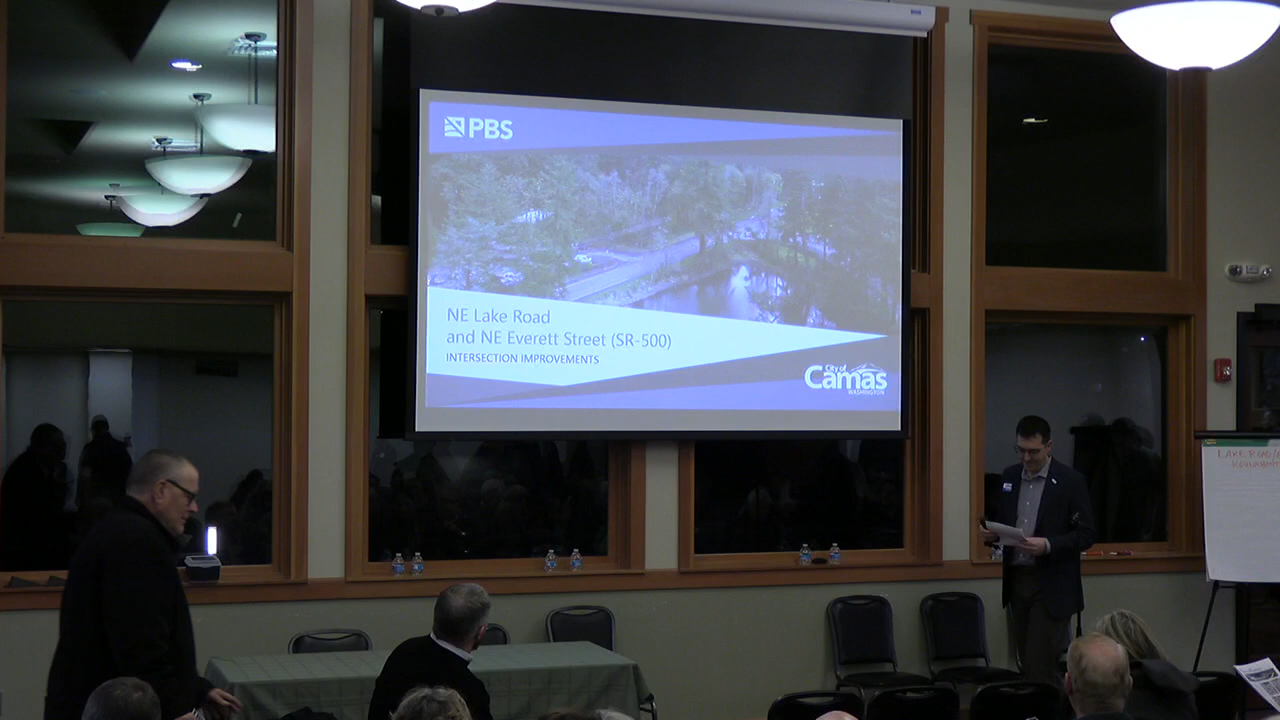 PBS
NE Lake Road
and NE Everett Street (SR-500)
INTERSECTION IMPROVEMENTS
City of
Camas
WASHINGTON
LAKE ROAD/